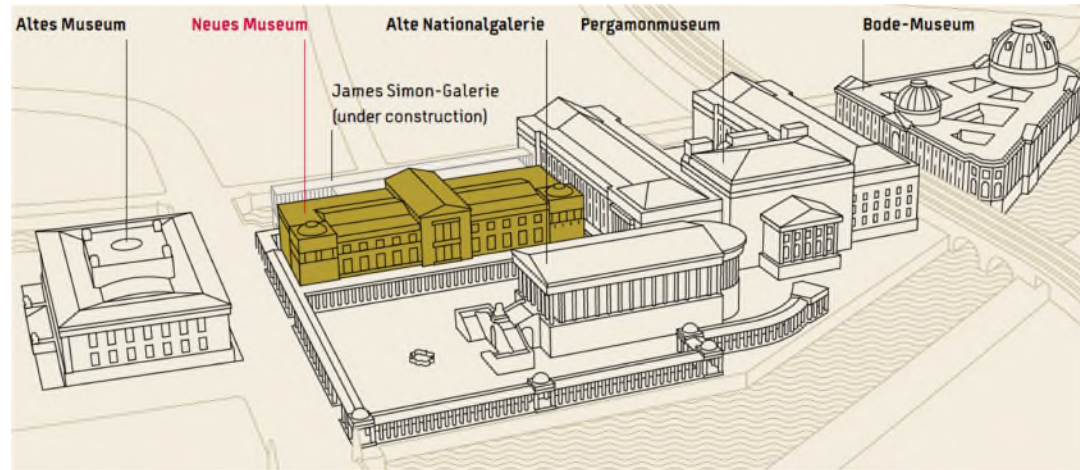 Altes Museum
Neues Museum
Alte Nationalgalerie
Pergamonmuseum
Bode-Museum
James Simon-Galerie
(under construction)